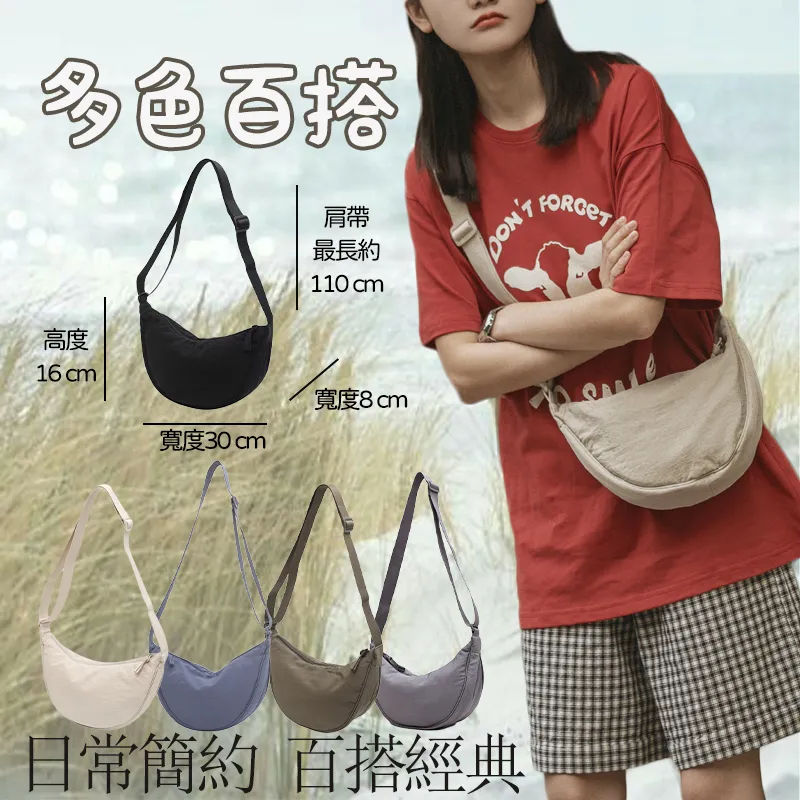 多色百搭
肩帶
最長約
110 cm
高度
16 cm
寬度8 cm
寬度30 cm
DON'T FORGET
日常簡約 百搭經典